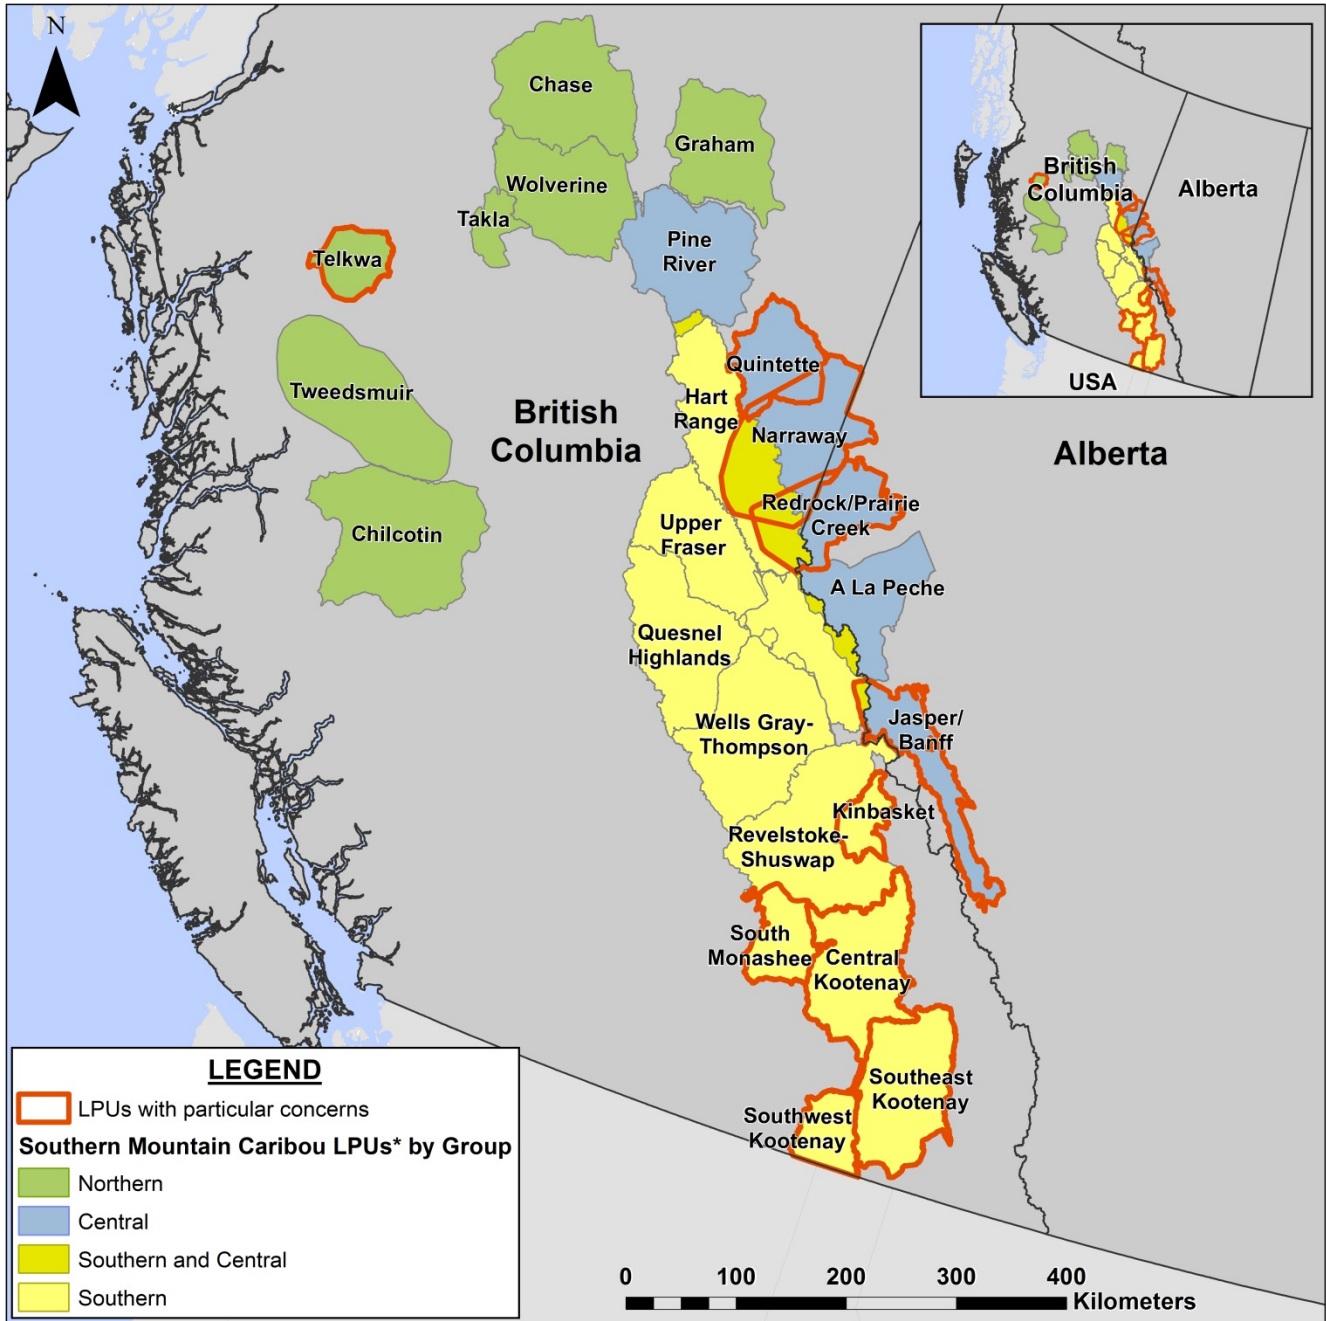 N
Chase
Graham
Wolverine
Takla
Pine
River
Telkwa
Quintette
Tweedsmuir
Hart
Range
British
Columbia
Narraway
Alberta
Redrock/Prairie
Creek
Upper
Fraser
Chilcotin
A La Peche
Quesnel
Highlands
Wells Gray-
Thompson
Jasper/
Banff
Kinbasket
Revelstoke-
Shuswap
South
Monashee
Central
Kootenay
Southeast
Kootenay
Southwest
Kootenay
British
Columbia
Alberta
USA
LEGEND
LPUs with particular concerns
Southern Mountain Caribou LPUs* by Group
Northern
Central
Southern and Central
Southern
0 100 200 300 400
Kilometers